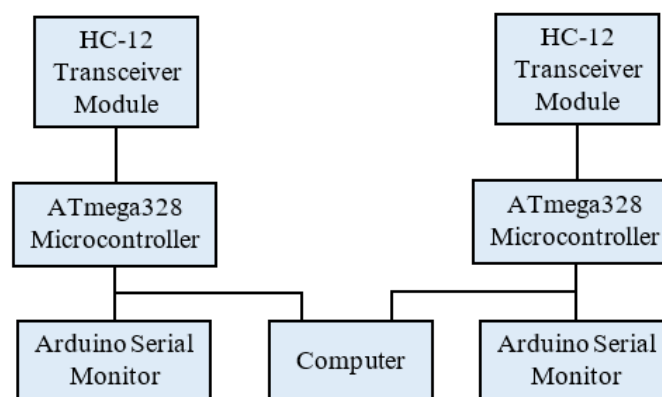 HC-12
Transceiver
Module
HC-12
Transceiver
Module
ATmega328
Microcontroller
ATmega328
Microcontroller
Arduino Serial
Monitor
Computer
Arduino Serial
Monitor